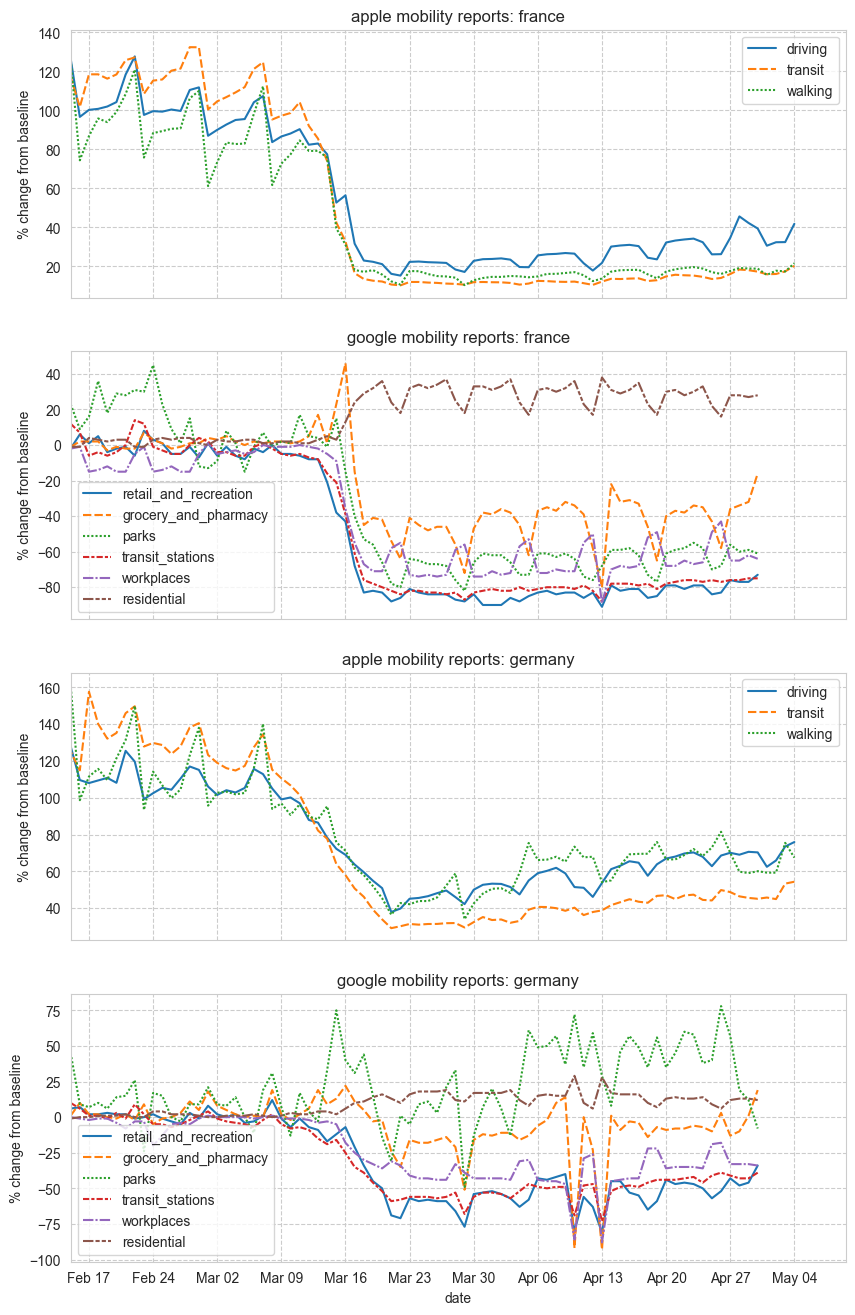 apple mobility reports: france
% change from baseline
140
120
100
80
60
40
20
driving
transit
walking
google mobility reports: france
% change from baseline
40
20
0
−20
−40
−60
−80
retail_and_recreation
grocery_and_pharmacy
parks
transit_stations
workplaces
residential
apple mobility reports: germany
% change from baseline
160
140
120
100
80
60
40
driving
transit
walking
google mobility reports: germany
% change from baseline
75
50
25
0
−25
−50
−75
−100
retail_and_recreation
grocery_and_pharmacy
parks
transit_stations
workplaces
residential
Feb 17 Feb 24 Mar 02 Mar 09 Mar 16 Mar 23 Mar 30 Apr 06 Apr 13 Apr 20 Apr 27 May 04
date